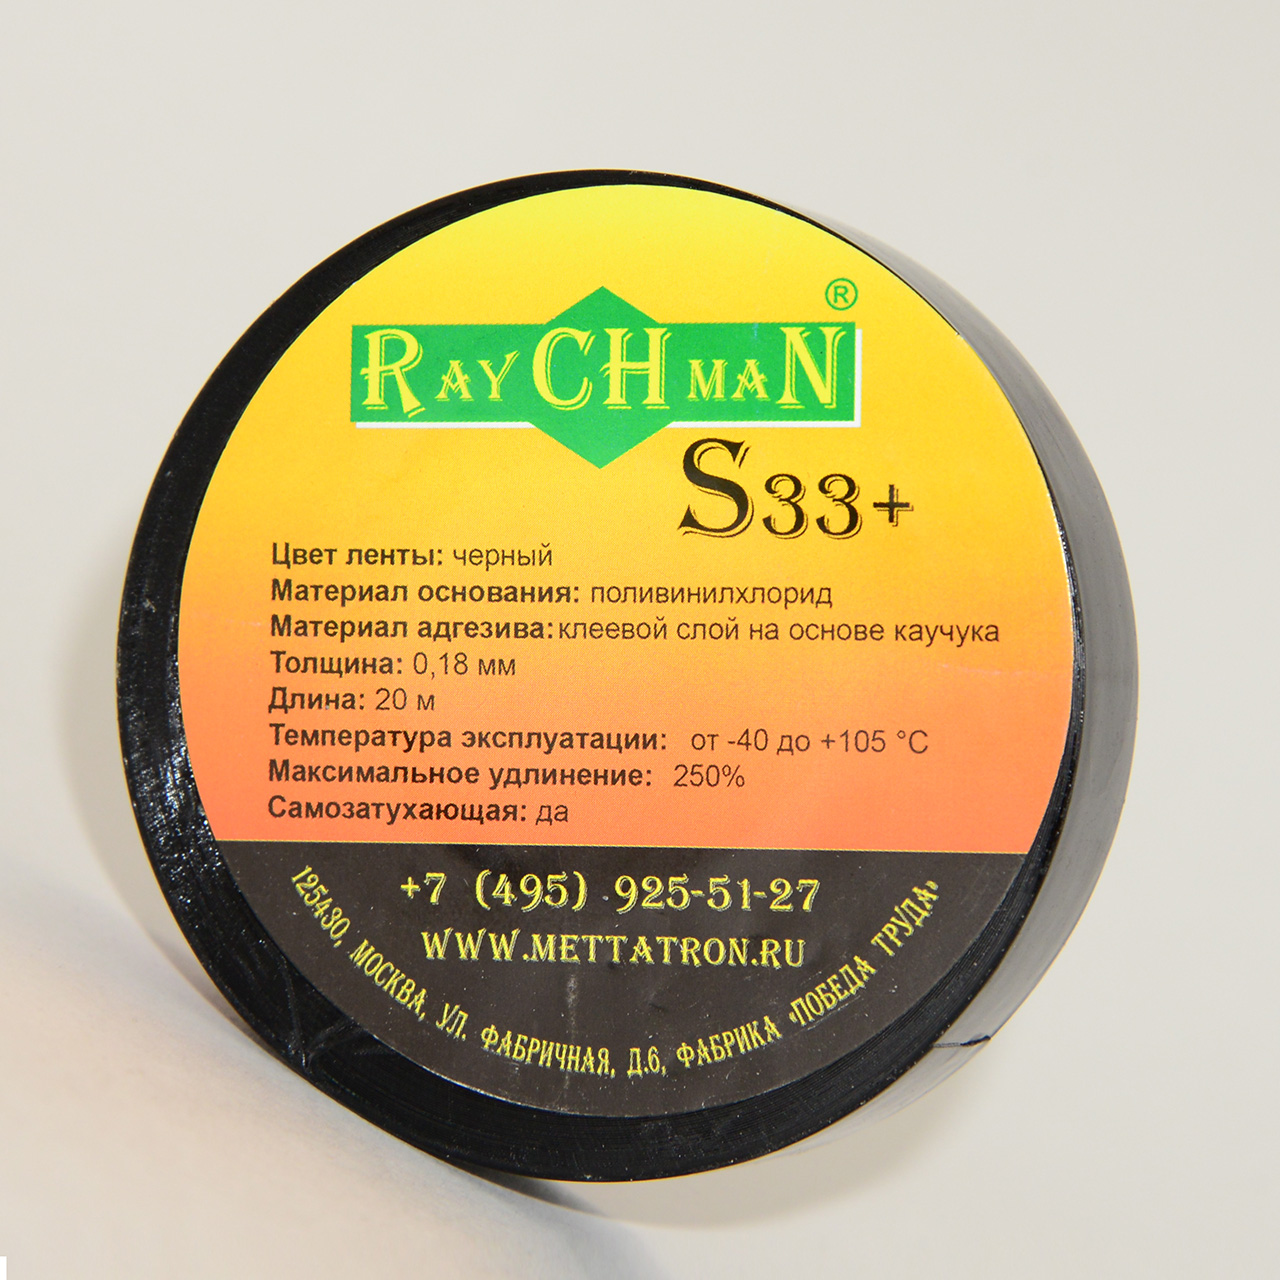 ®
RAYCHMAN
S33+
Цвет ленты: черный
Материал основания: поливинилхлорид
Материал адгезива: клеевой слой на основе каучука
Толщина: 0,18 мм
Длина: 20 м
Температура эксплуатации: от -40 до +105 °C
Максимальное удлинение: 250%
Самозатухающая: да
+7 (495) 925-51-27
WWW.METTATRON.RU
125430, МОСКВА, УЛ. ФАБРИЧНАЯ, Д.6, ФАБРИКА "ПОБЕДА ТРУДА"